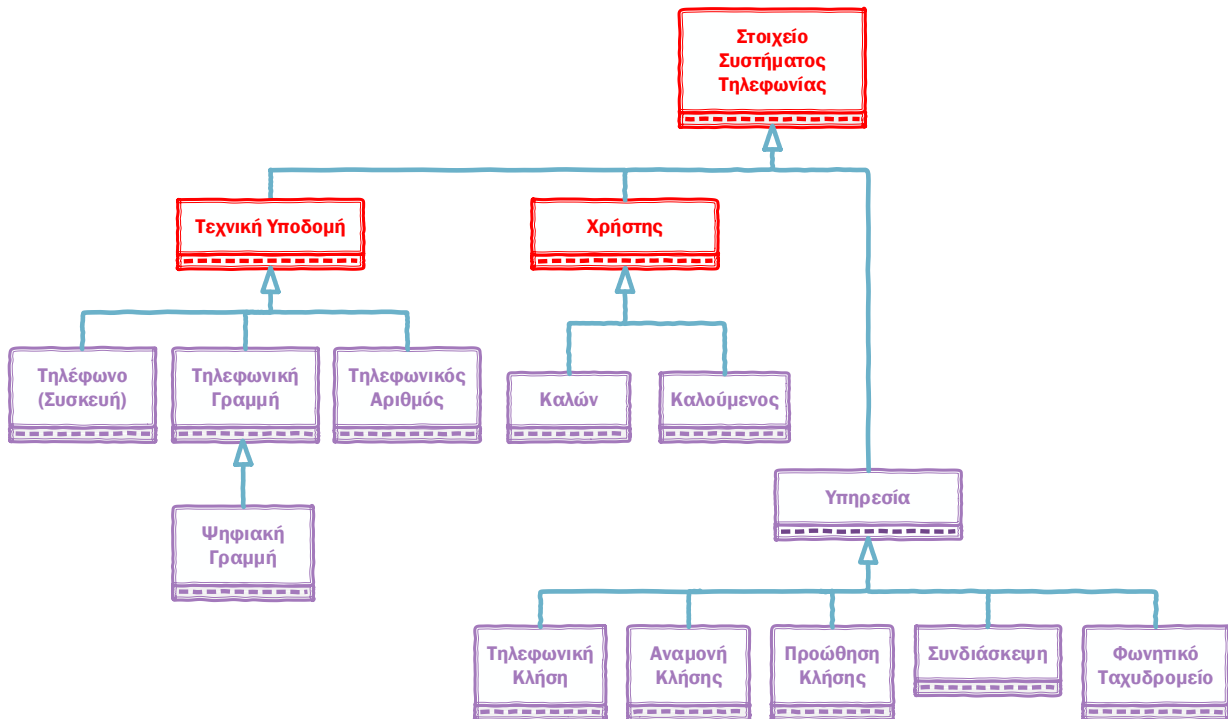 Στοιχείο
Συστήματος
Τηλεφωνίας
Τεχνική Υποδομή
Χρήστης
Τηλέφωνο
(Συσκευή)
Τηλεφωνική
Γραμμή
Τηλεφωνικός
Αριθμός
Καλών
Καλούμενος
Υπηρεσία
Ψηφιακή
Γραμμή
Τηλεφωνική
Κλήση
Αναμονή
Κλήσης
Προώθηση
Κλήσης
Συνδιάσκεψη
Φωνητικό
Ταχυδρομείο